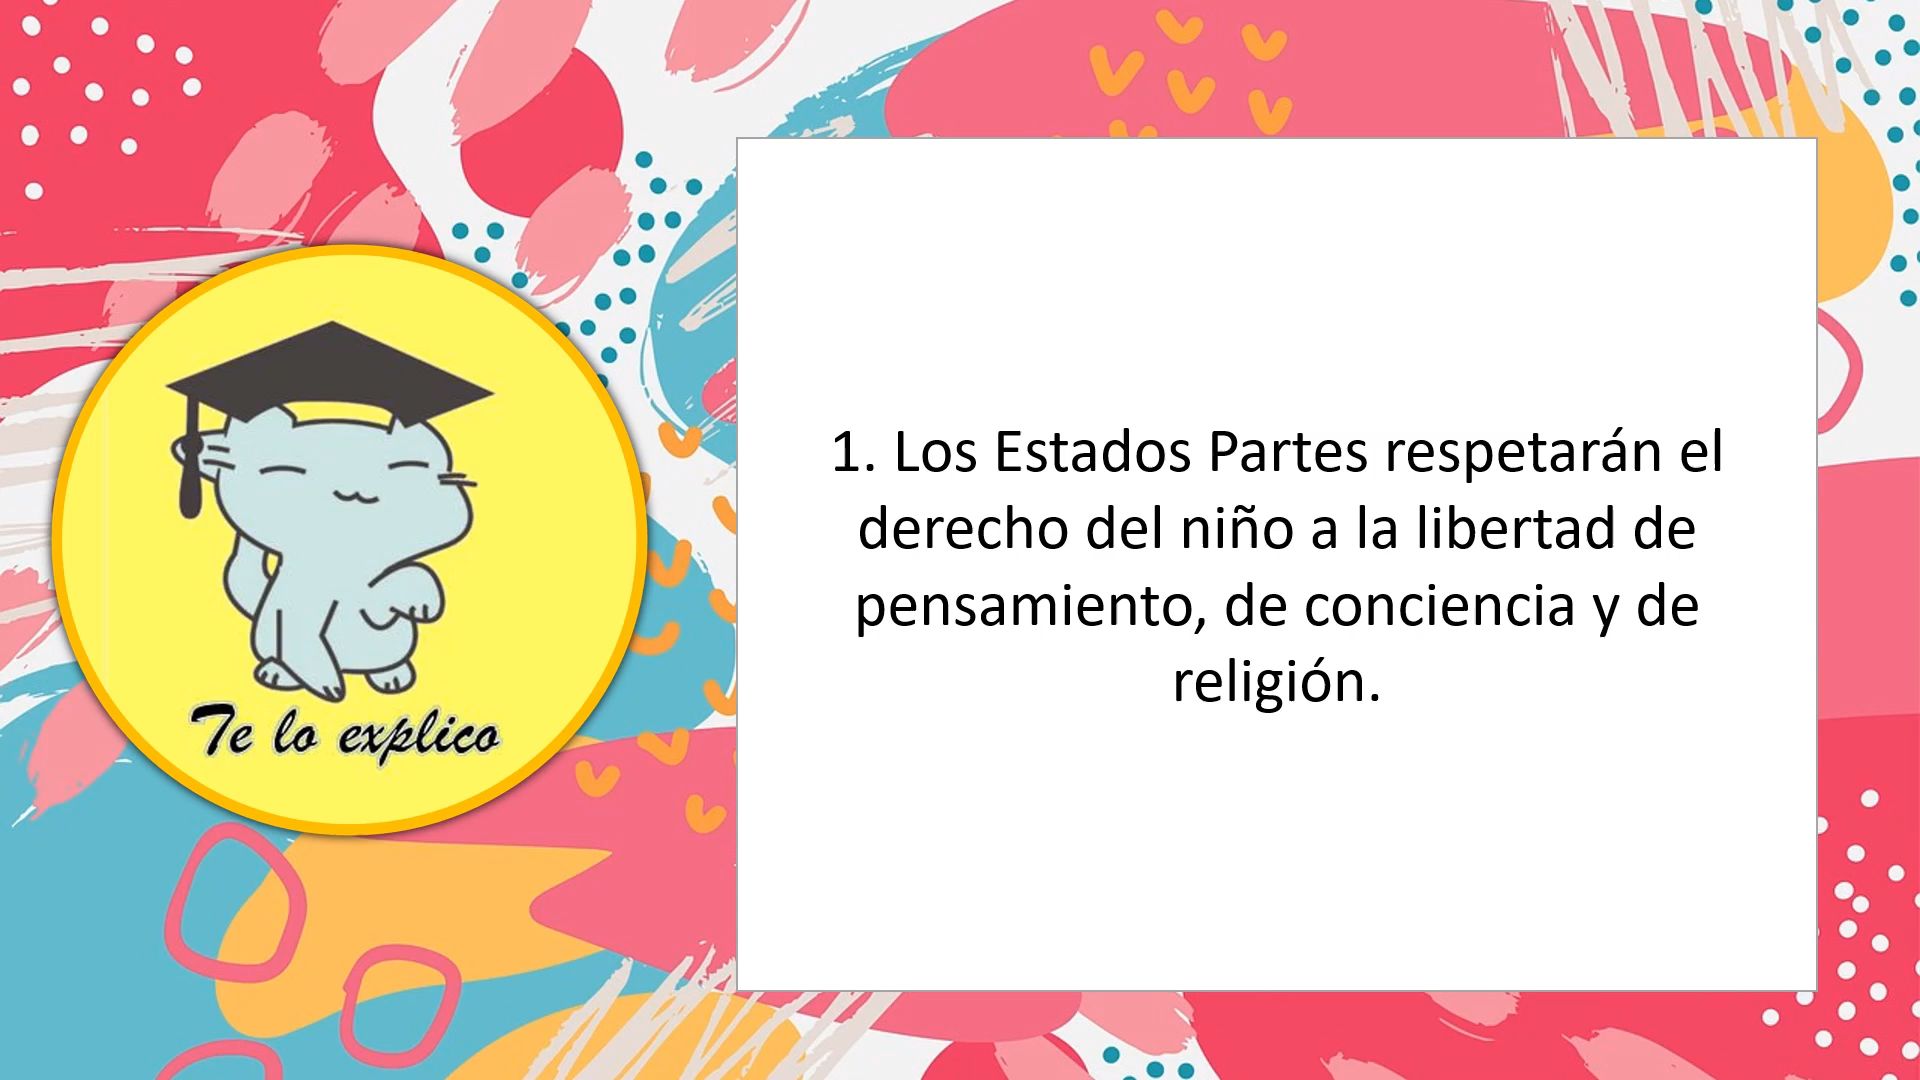 Te lo explico
1. Los Estados Partes respetarán el
derecho del niño a la libertad de
pensamiento, de conciencia y de
religión.